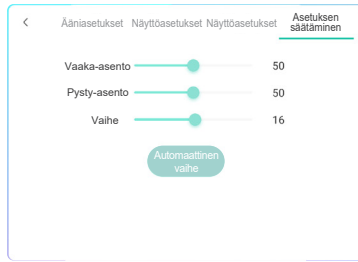 Ääniasetukset Näyttöasetukset Näyttöasetukset Asetuksen
säätäminen
Vaaka-asento 50
Pysty-asento 50
Vaihe 16
Automaattinen
vaihe